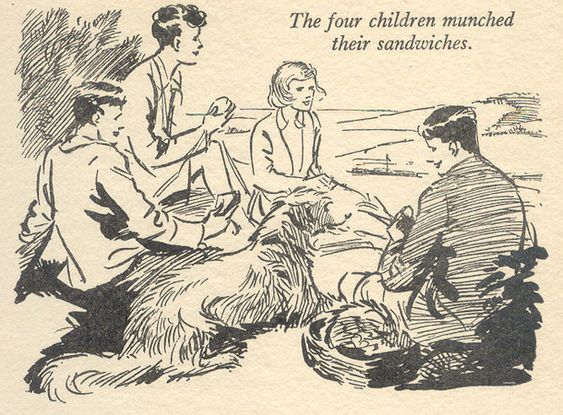 The four children munched
their sandwiches.